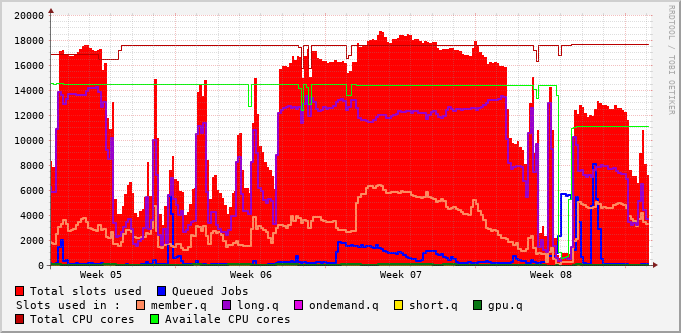 20000
18000
16000
14000
12000
10000
8000
6000
4000
2000
0
Week 05 Week 06 Week 07 Week 08
RRDTOOL / TOBI OETIKER
Total slots used Queued Jobs
Slots used in : member.q long.q ondemand.q short.q gpu.q
Total CPU cores Availale CPU cores